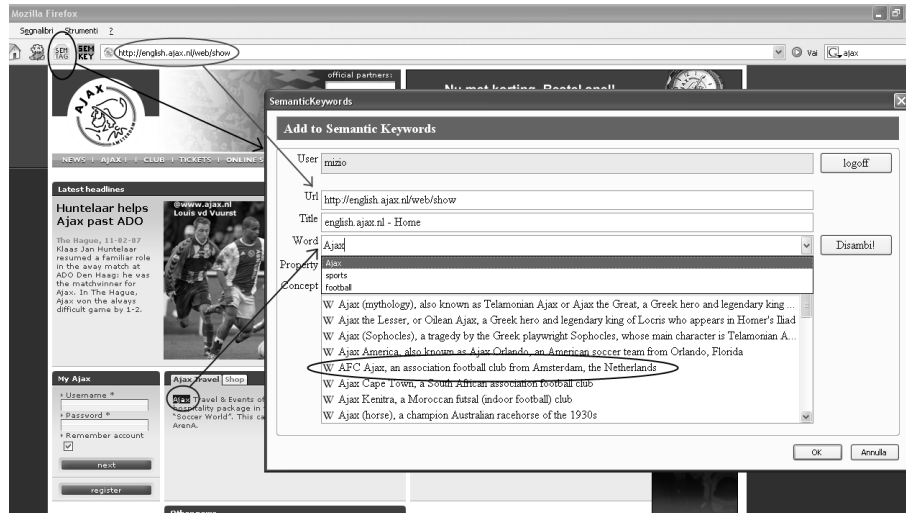 Mozilla Firefox
Segnalibri Strumenti ?
SEM TAG
SEM KEY
http://english.ajax.nl/web/show
Vai
ajax
official partners:
AJAX
AMSTERDAM
NEWS | AJAX 1 | CLUB | TICKETS | ONLINE S
Latest headlines
Huntelaar helps
Ajax past ADO
The Hague, 11-02-07
Klaas Jan Huntelaar
resumed a familiar role
in the away match at
ADO Den Haag: he was
the matchvinner for
Ajax. In The Hague,
Ajax von the always
difficult game by 1-2.
@www.ajax.nl
Louis vd Vuurst
My Ajax
Username *
Password *
Remember account
next
register
Ajax Travel Shop
Ajax Travel & Events of
hospitality package in
"Soccer World". This ca
ArenA.
Other news
SemanticKeywords
Add to Semantic Keywords
User mizio logoff
Url http://english.ajax.nl/web/show
Title english.ajax.nl - Home
Word Ajax Disambi!
Property Ajax
sports
Concept football
W Ajax (mythology), also known as Telamonian Ajax or Ajax the Great, a Greek hero and legendary king ...
W Ajax the Lesser, or Oilean Ajax, a Greek hero and legendary king of Locris who appears in Homer's Iliad
W Ajax (Sophocles), a tragedy by the Greek playwright Sophocles, whose main character is Telamonian A...
W Ajax America, also known as Ajax Orlando, an American soccer team from Orlando, Florida
W AFC Ajax, an association football club from Amsterdam, the Netherlands
W Ajax Cape Town, a South African association football club
W Ajax Kenitra, a Moroccan futsal (indoor football) club
W Ajax (horse), a champion Australian racehorse of the 1930s
OK Annulla